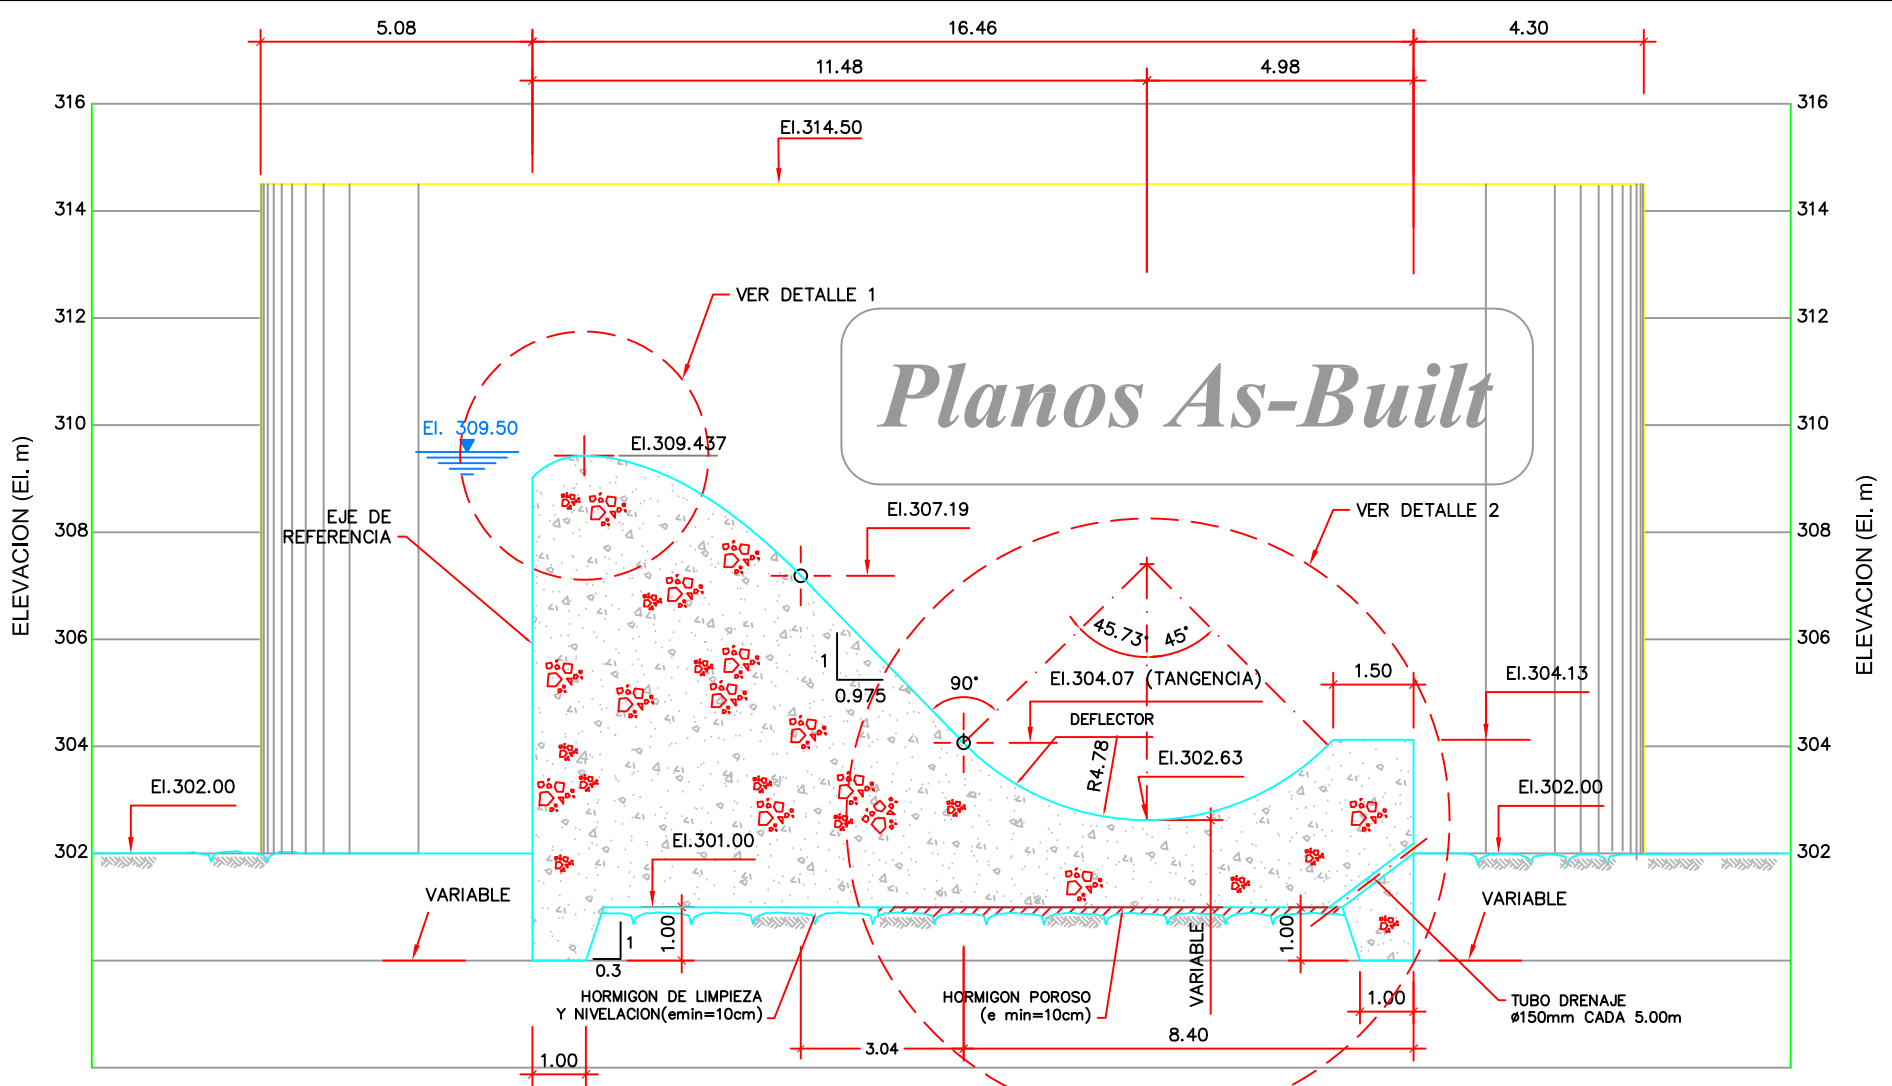 5.08
16.46
4.30
11.48
4.98
316
316
El.314.50
314
314
VER DETALLE 1
312
312
Planos As-Built
310
310
El. 309.50
El.309.437
ELEVACION (El. m)
ELEVACION (El. m)
EJE DE
REFERENCIA
El.307.19
VER DETALLE 2
308
308
306
306
45.73°
45°
1
0.975
90°
El.304.07 (TANGENCIA)
1.50
El.304.13
DEFLECTOR
R4.78
El.302.63
304
304
El.302.00
El.302.00
El.301.00
302
302
VARIABLE
VARIABLE
1.00
1
0.3
VARIABLE
1.00
HORMIGON DE LIMPIEZA
Y NIVELACION(emin=10cm)
HORMIGON POROSO
(e min=10cm)
1.00
TUBO DRENAJE
ø150mm CADA 5.00m
3.04
8.40
1.00